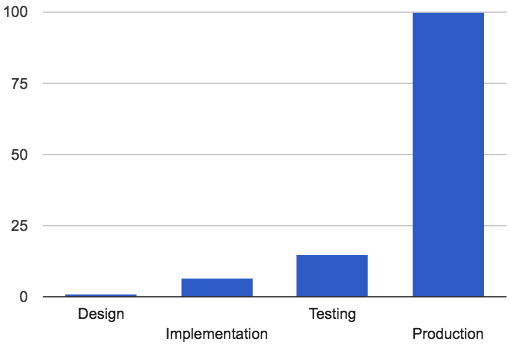 100
75
50
25
0
Design
Testing
Implementation
Production